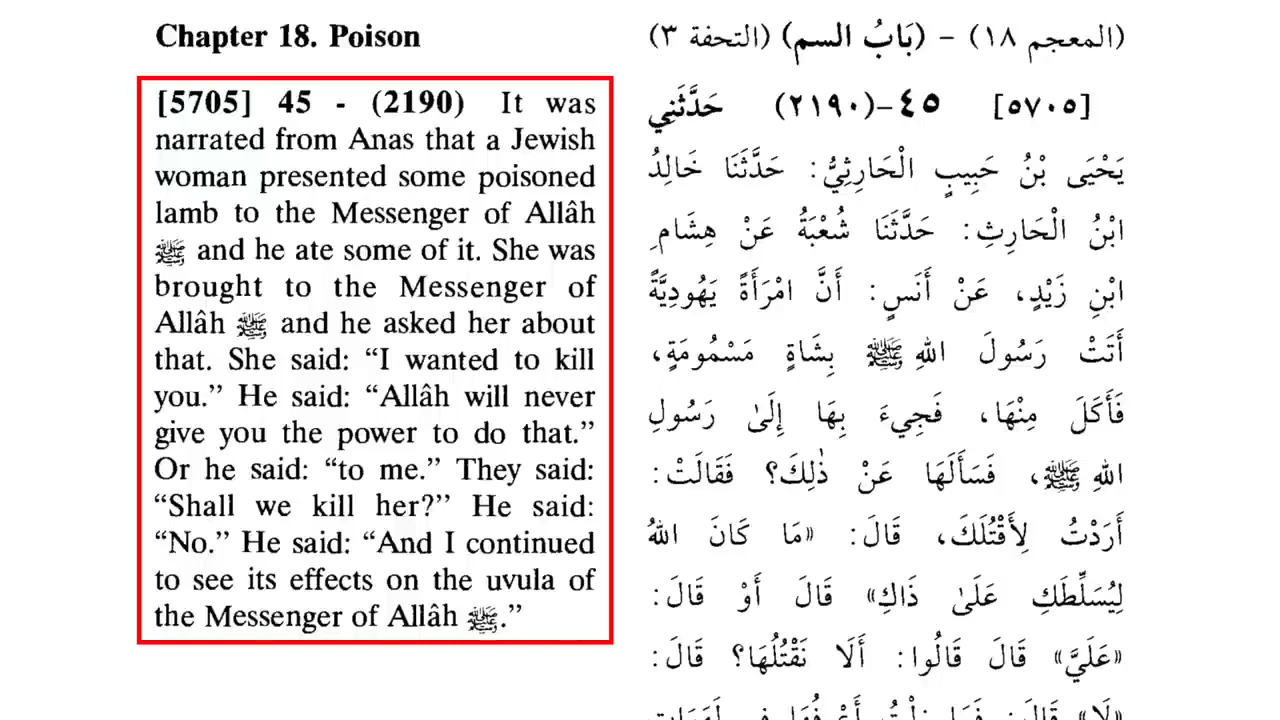 Chapter 18. Poison
[5705] 45 - (2190) It was
narrated from Anas that a Jewish
woman presented some poisoned
lamb to the Messenger of Allâh
ﷺ and he ate some of it. She was
brought to the Messenger of
Allâh ﷺ and he asked her about
that. She said: “I wanted to kill
you.” He said: “Allâh will never
give you the power to do that.”
Or he said: “to me.” They said:
“Shall we kill her?” He said:
“No.” He said: “And I continued
to see its effects on the uvula of
the Messenger of Allâh ﷺ.”
(المعجم ١٨) - (بَابُ السم) (التحفة ٣)
[٥٧٠٥] ٤٥-(٢١٩٠) حَدَّثَنِي
يَحْيَى بْنُ حَبِيبٍ الْحَارِثِيُّ: حَدَّثَنَا خَالِدُ
ابْنُ الْحَارِثِ: حَدَّثَنَا شُعْبَةُ عَنْ هِشَامِ
ابْنِ زَيْدٍ، عَنْ أَنَسٍ: أَنَّ امْرَأَةً يَهُودِيَّةً
أَتَتْ رَسُولَ اللهِ ﷺ بِشَاةٍ مَسْمُومَةٍ،
فَأَكَلَ مِنْهَا، فَجِيءَ بِهَا إِلَىٰ رَسُولِ
اللهِ ﷺ، فَسَأَلَهَا عَنْ ذٰلِكَ؟ فَقَالَتْ:
أَرَدْتُ لِأَقْتُلَكَ، قَالَ: «مَا كَانَ اللهُ
لِيُسَلِّطَكِ عَلَىٰ ذَاكِ» قَالَ أَوْ قَالَ:
«عَلَيَّ» قَالَ قَالُوا: أَلَا نَقْتُلُهَا؟ قَالَ:
«لَا» قَالَ: